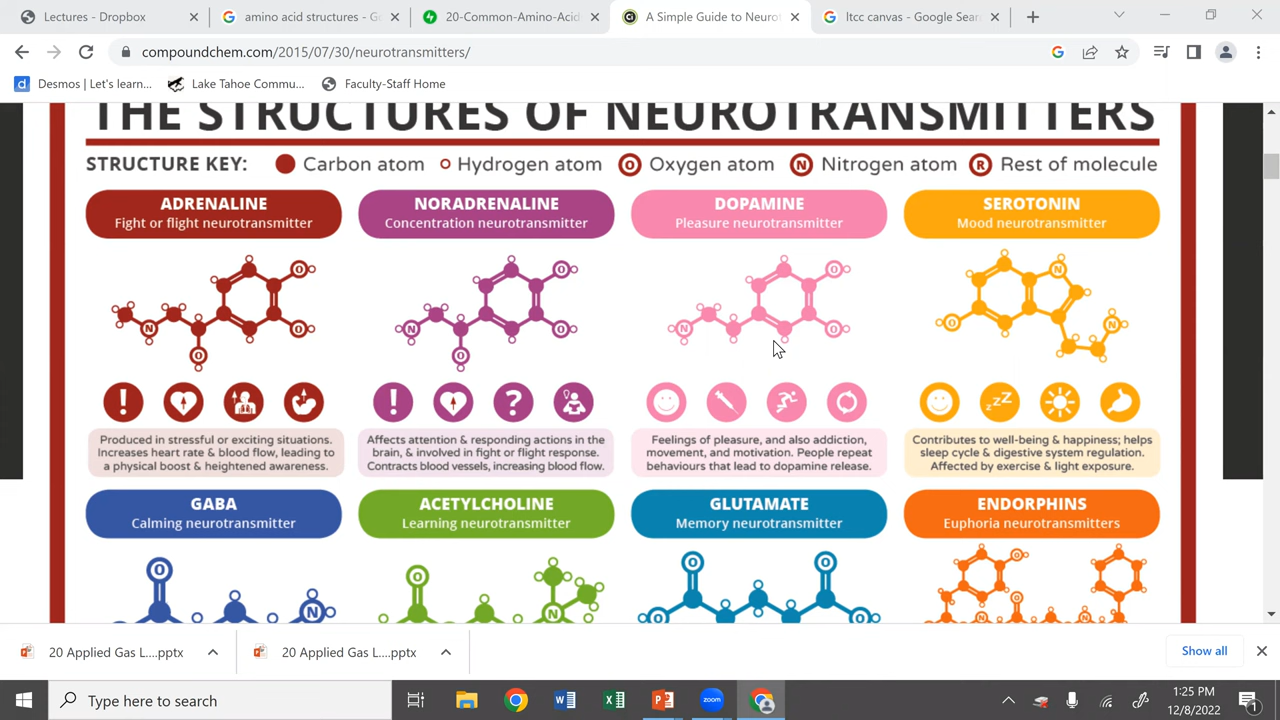 Lectures - Dropbox
amino acid structures - Go
20-Common-Amino-Acid
A Simple Guide to Neurot
ltcc canvas - Google Sear
compoundchem.com/2015/07/30/neurotransmitters/
Desmos | Let's learn...
Lake Tahoe Commu...
Faculty-Staff Home
THE STRUCTURES OF NEUROTRANSMITTERS
STRUCTURE KEY: Carbon atom Hydrogen atom O Oxygen atom N Nitrogen atom R Rest of molecule
ADRENALINE
Fight or flight neurotransmitter
NORADRENALINE
Concentration neurotransmitter
DOPAMINE
Pleasure neurotransmitter
SEROTONIN
Mood neurotransmitter
O
N
O
O
O
N
O
O
O
N
O
N
O
N
! ?
zzZ
Produced in stressful or exciting situations.
Increases heart rate & blood flow, leading to
a physical boost & heightened awareness.
Affects attention & responding actions in the
brain, & involved in fight or flight response.
Contracts blood vessels, increasing blood flow.
Feelings of pleasure, and also addiction,
movement, and motivation. People repeat
behaviours that lead to dopamine release.
Contributes to well-being & happiness; helps
sleep cycle & digestive system regulation.
Affected by exercise & light exposure.
GABA
Calming neurotransmitter
ACETYLCHOLINE
Learning neurotransmitter
GLUTAMATE
Memory neurotransmitter
ENDORPHINS
Euphoria neurotransmitters
O
N
O
N
O
O
O
O
O
O
N
N
20 Applied Gas L....pptx
20 Applied Gas L....pptx
Show all
Type here to search
zoom
1:25 PM
12/8/2022
1